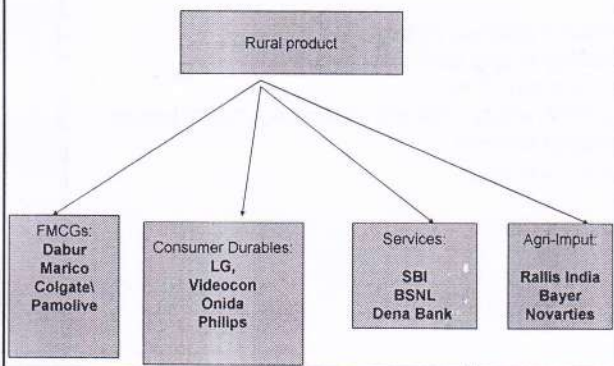 Rural product
FMCGs:
Dabur
Marico
Colgate\
Pamolive
Consumer Durables:
LG,
Videocon
Onida
Philips
Services:
SBI
BSNL
Dena Bank
Agri-Imput:
Rallis India
Bayer
Novarties